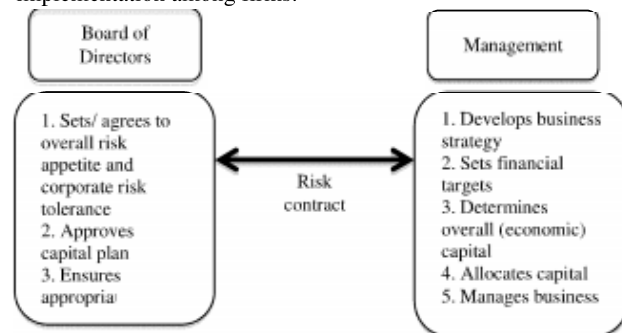 implementation among firms.
Board of
Directors
Management
1. Sets/ agrees to
overall risk
appetite and
corporate risk
tolerance
2. Approves
capital plan
3. Ensures
appropria
Risk
contract
1. Develops business
strategy
2. Sets financial
targets
3. Determines
overall (economic)
capital
4. Allocates capital
5. Manages business